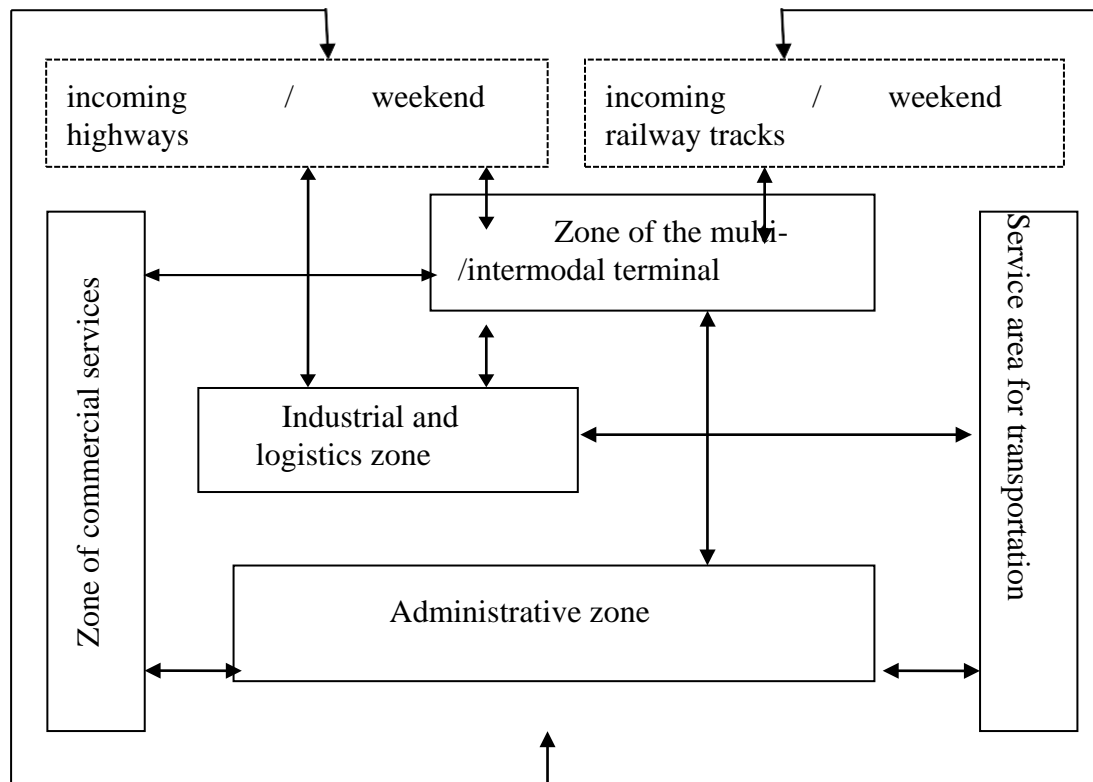 incoming / weekend
highways
incoming / weekend
railway tracks
Zone of the multi-
/intermodal terminal
Zone of commercial services
Service area for transportation
Industrial and
logistics zone
Administrative zone